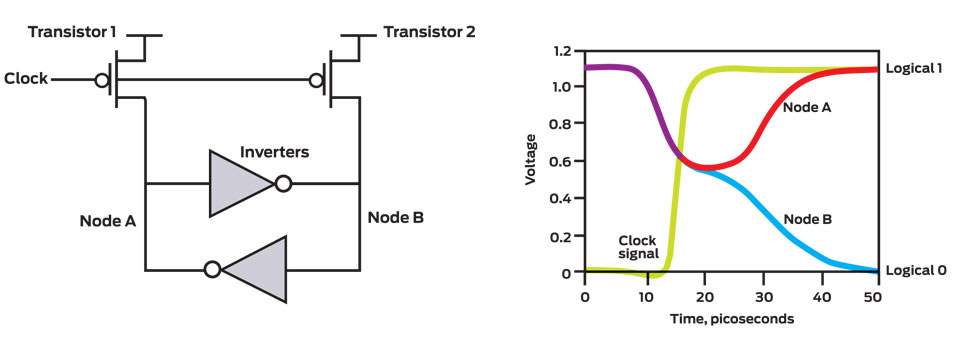 Transistor 1
Transistor 2
Clock
Inverters
Node A
Node B
1.2
1.0
0.8
0.6
0.4
0.2
0
Voltage
Logical 1
Node A
Node B
Clock
signal
Logical 0
0
10
20
30
40
50
Time, picoseconds